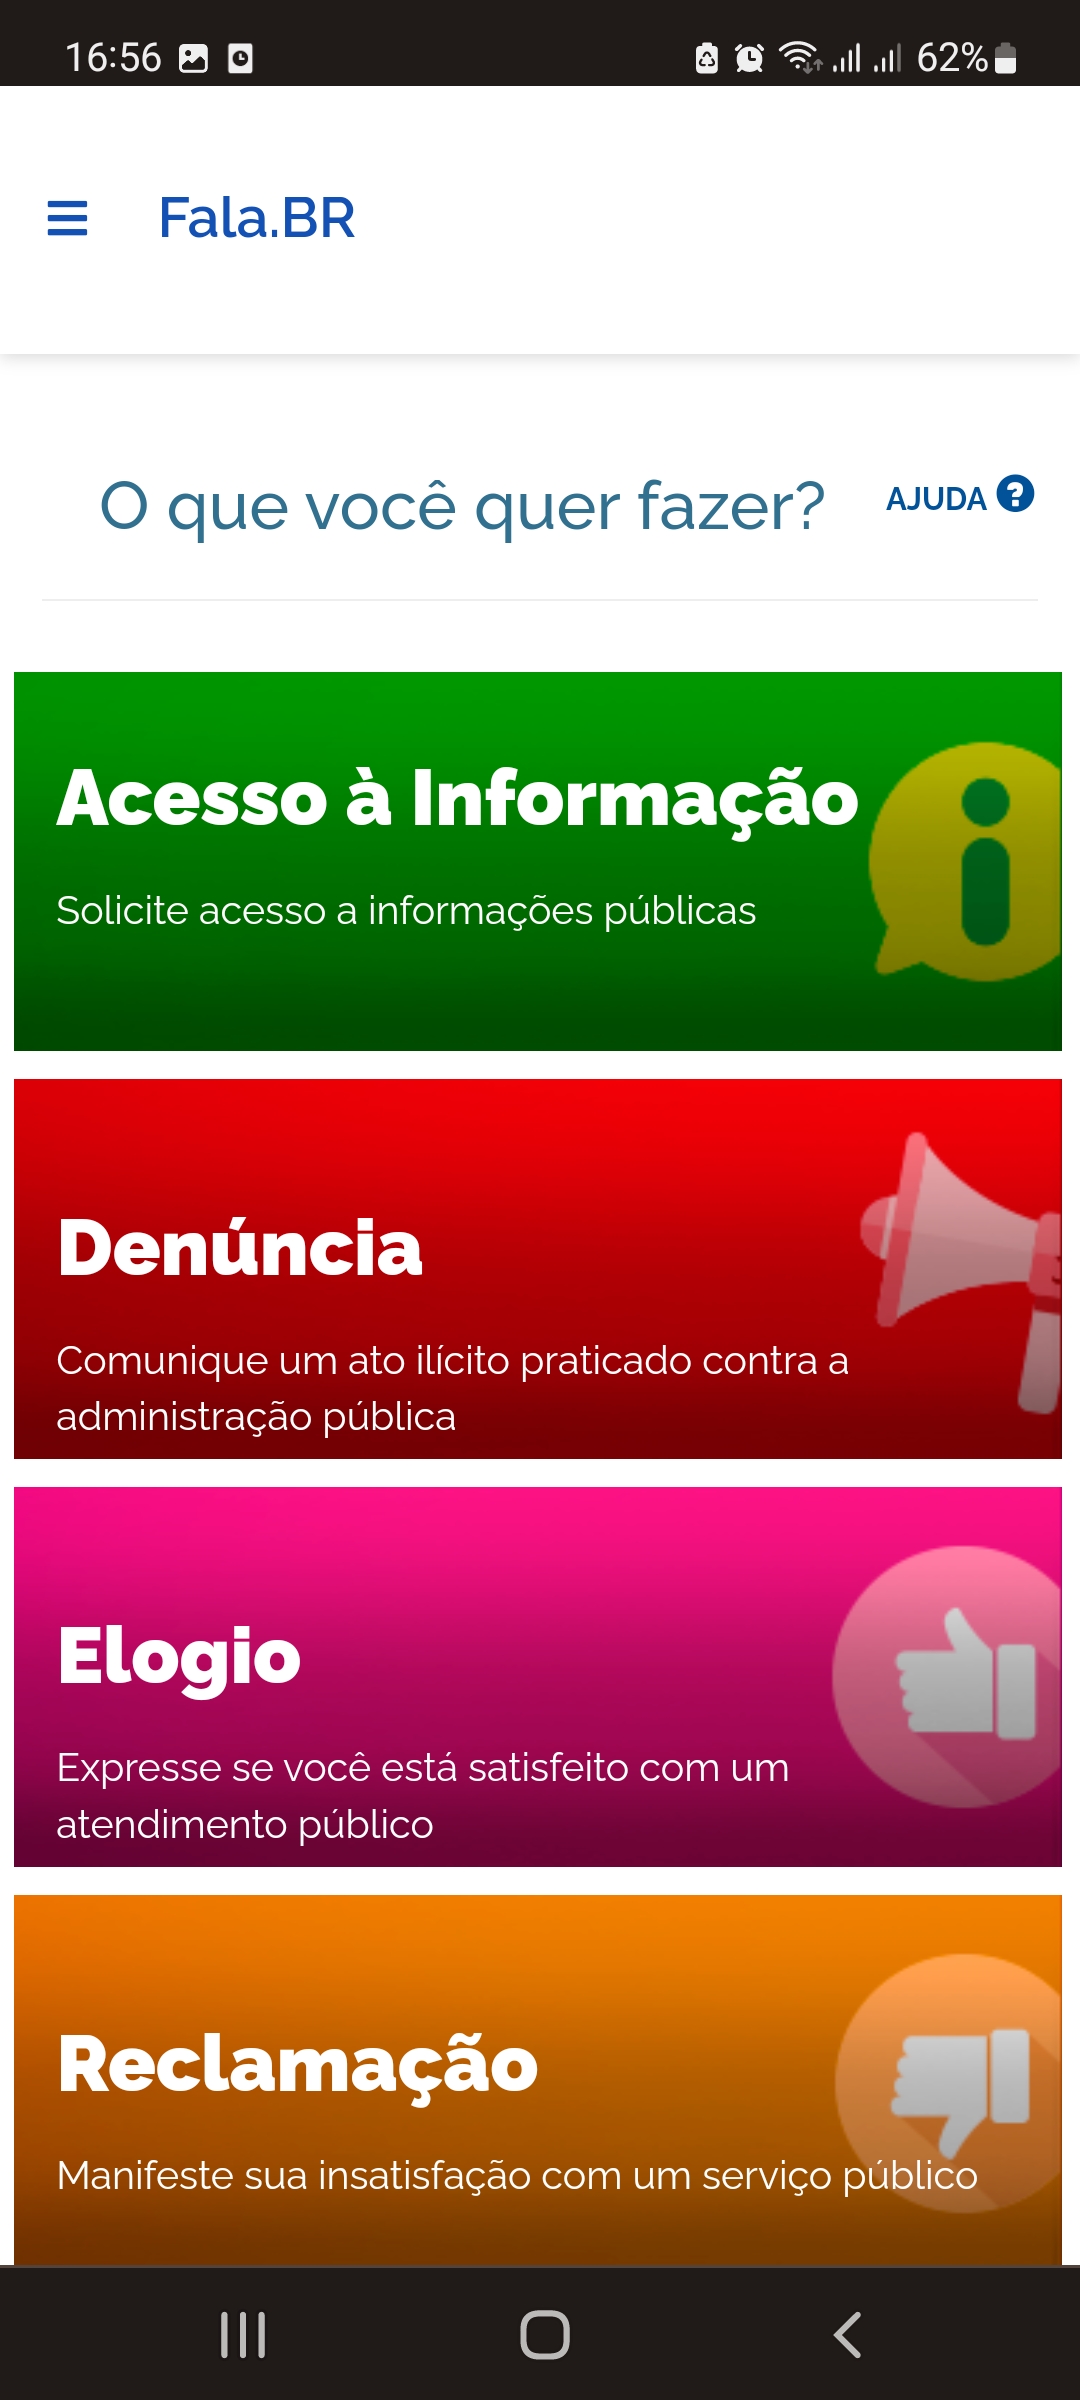 16:56
62%
Fala.BR
O que você quer fazer?
AJUDA
Acesso à Informação
Solicite acesso a informações públicas
Denúncia
Comunique um ato ilícito praticado contra a
administração pública
Elogio
Expresse se você está satisfeito com um
atendimento público
Reclamação
Manifeste sua insatisfação com um serviço público